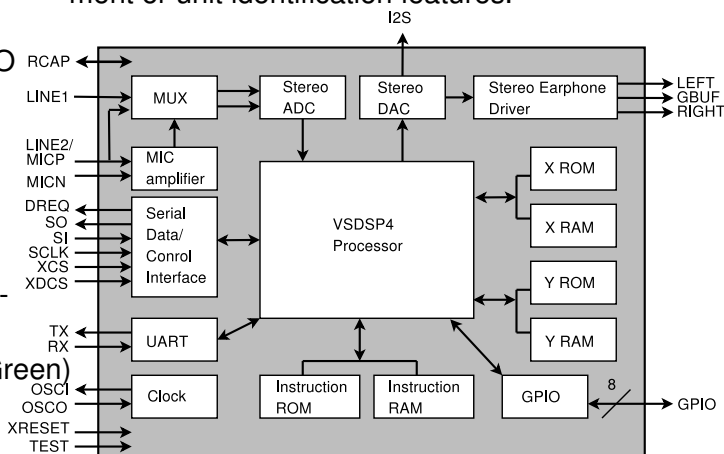 ment or unit identification features.
I2S
O
RCAP
LINE1
LINE2/
MICP
MICN
DREQ
SO
SI
SCLK
XCS
XDCS
-
TX
RX
Green)
OSCI
OSCO
XRESET
TEST
MUX
Stereo
ADC
Stereo
DAC
Stereo Earphone
Driver
LEFT
GBUF
RIGHT
MIC
amplifier
Serial
Data/
Conrol
Interface
VSDSP4
Processor
X ROM
X RAM
Y ROM
Y RAM
UART
Clock
Instruction
ROM
Instruction
RAM
GPIO
8
GPIO